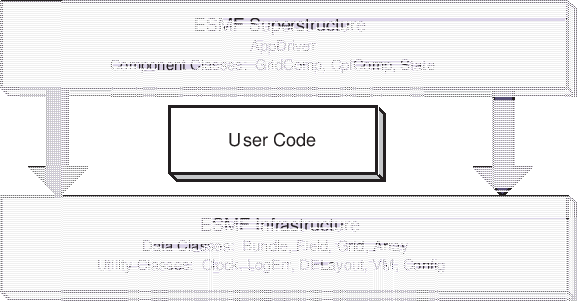 ESMF Superstructure
AppDriver
Component Classes: GridComp, CplComp, State
User Code
ESMF Infrastructure
Data Classes: Bundle, Field, Grid, Array
Utility Classes: Clock, LogErr, DELayout, VM, Config